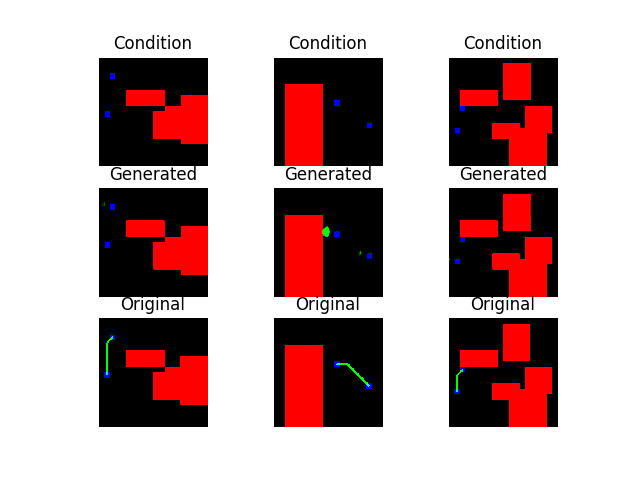 Condition Condition Condition
Generated Generated Generated
Original Original Original